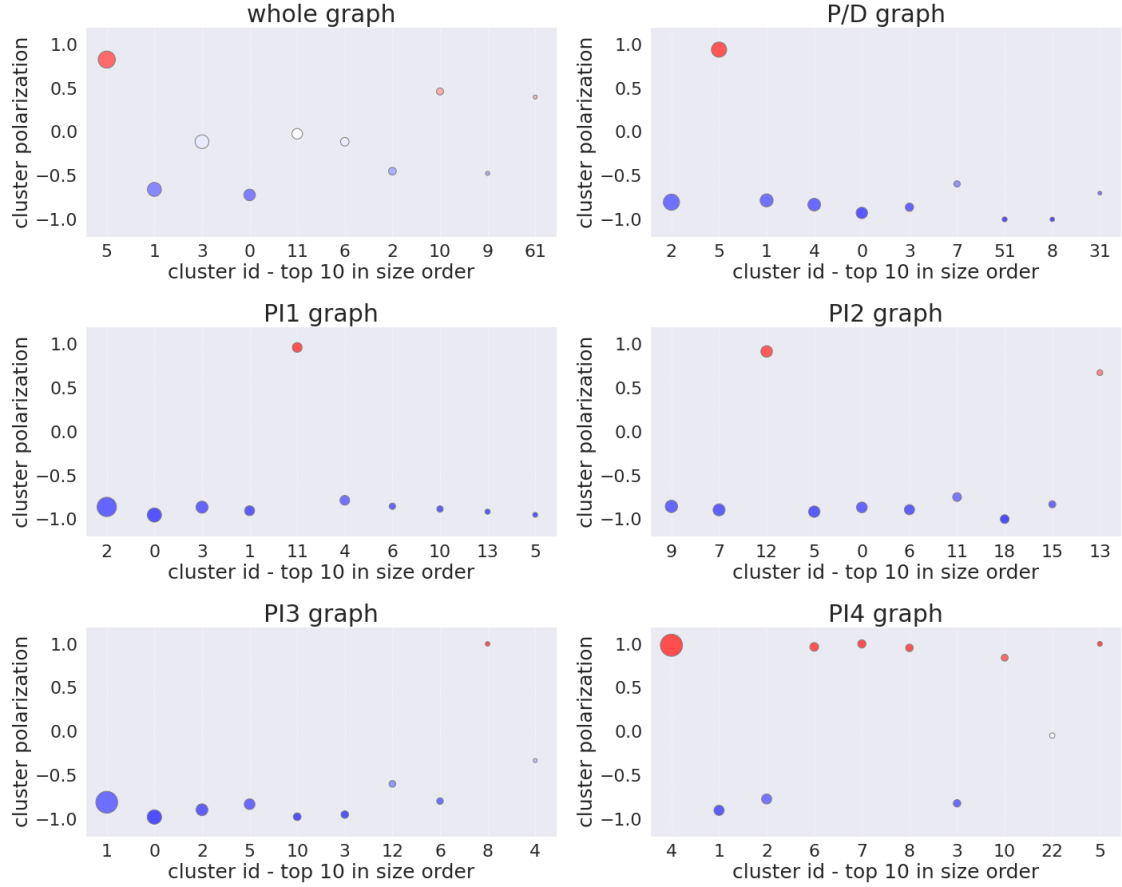 whole graph
cluster polarization
1.0
0.5
0.0
−0.5
−1.0
5 1 3 0 11 6 2 10 9 61
cluster id - top 10 in size order
P/D graph
cluster polarization
1.0
0.5
0.0
−0.5
−1.0
2 5 1 4 0 3 7 51 8 31
cluster id - top 10 in size order
PI1 graph
cluster polarization
1.0
0.5
0.0
−0.5
−1.0
2 0 3 1 11 4 6 10 13 5
cluster id - top 10 in size order
PI2 graph
cluster polarization
1.0
0.5
0.0
−0.5
−1.0
9 7 12 5 0 6 11 18 15 13
cluster id - top 10 in size order
PI3 graph
cluster polarization
1.0
0.5
0.0
−0.5
−1.0
1 0 2 5 10 3 12 6 8 4
cluster id - top 10 in size order
PI4 graph
cluster polarization
1.0
0.5
0.0
−0.5
−1.0
4 1 2 6 7 8 3 10 22 5
cluster id - top 10 in size order